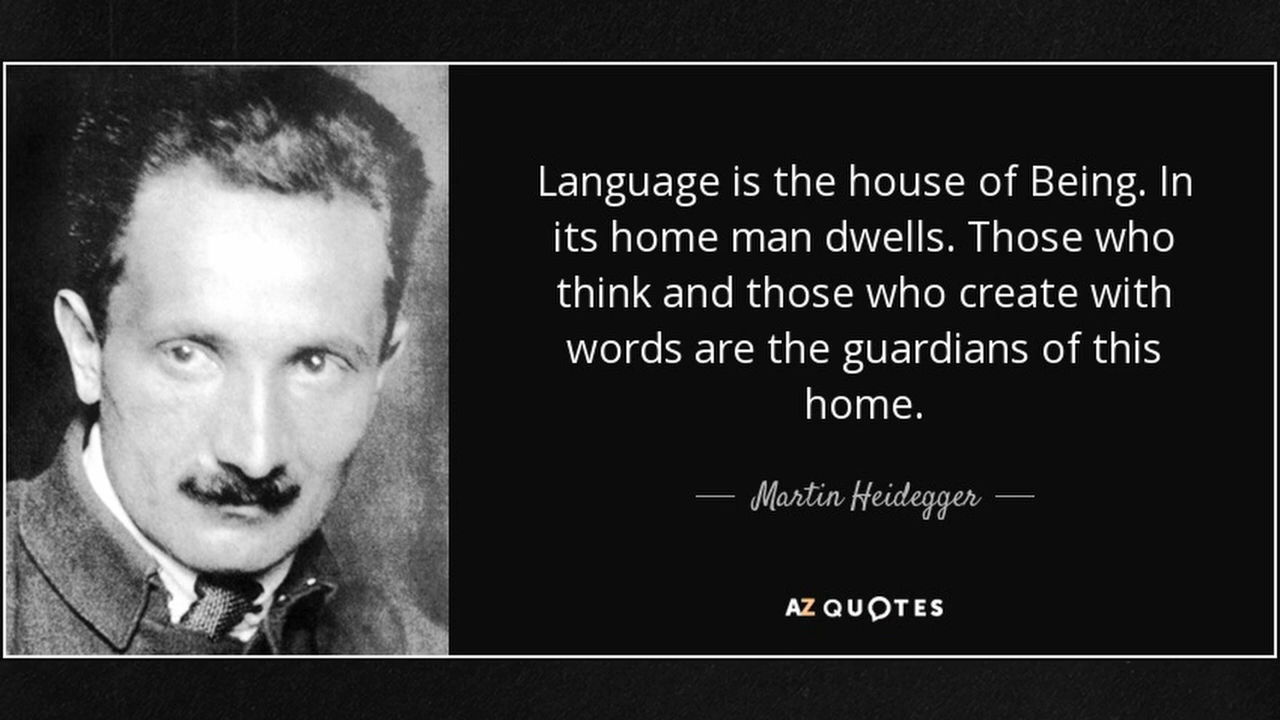 Language is the house of Being. In
its home man dwells. Those who
think and those who create with
words are the guardians of this
home.
Martin Heidegger
AZ QUOTES